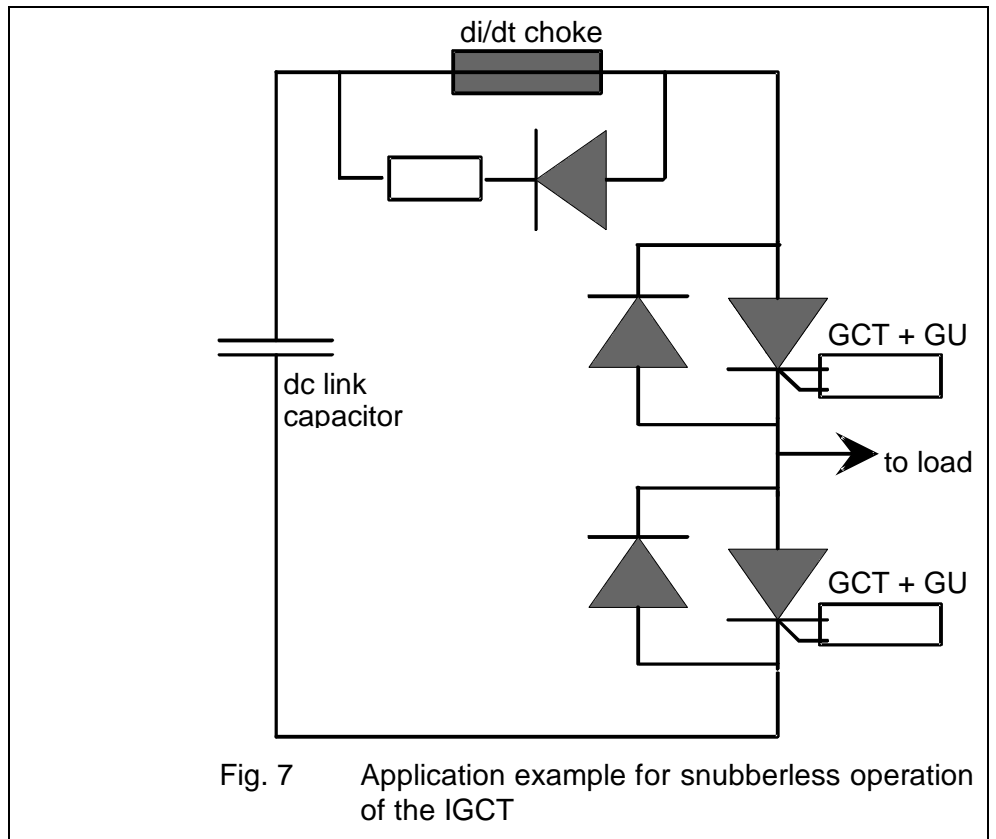 di/dt choke
GCT + GU
dc link
capacitor
to load
GCT + GU
Fig. 7 Application example for snubberless operation
of the IGCT